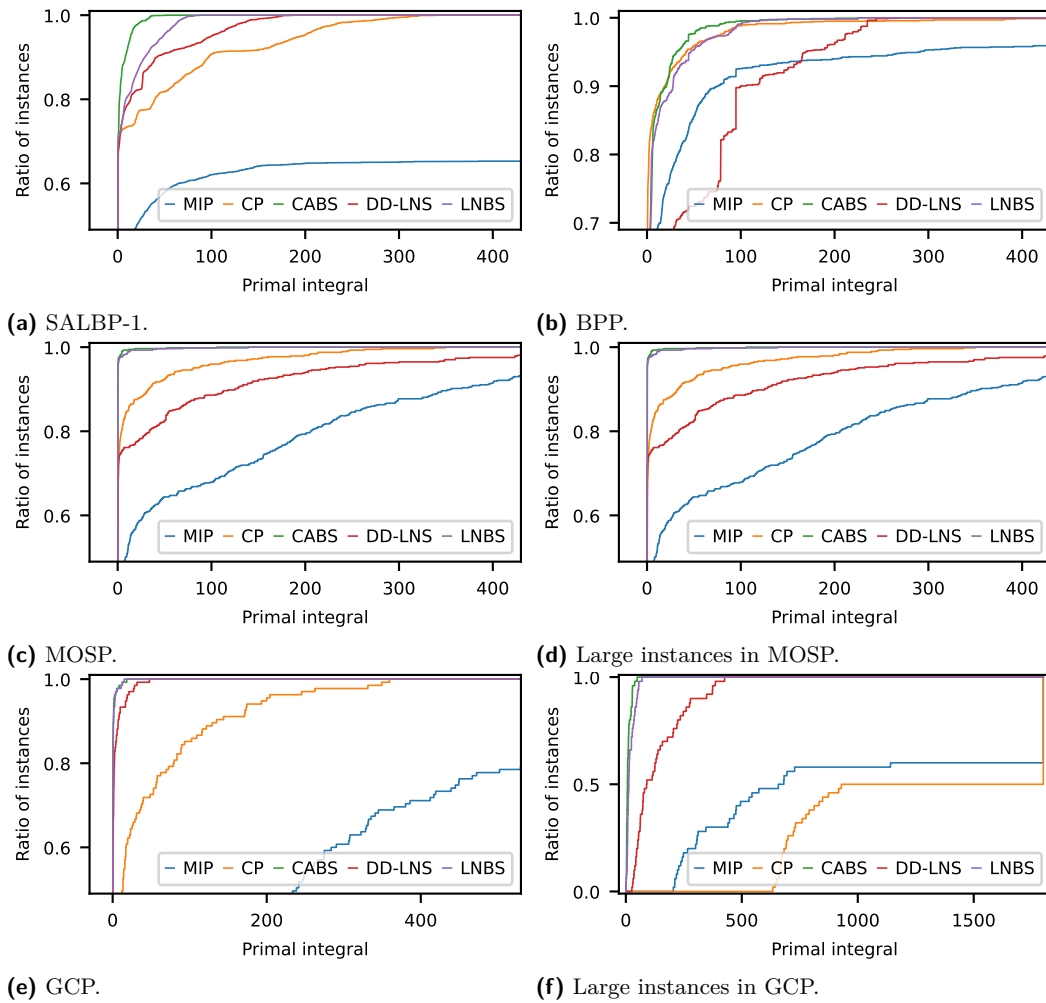 1.0
0.8
0.6
Ratio of instances
MIP CP CABS DD-LNS LNBS
0 100 200 300 400
Primal integral
(a) SALBP-1.
1.0
0.9
0.8
0.7
Ratio of instances
MIP CP CABS DD-LNS LNBS
0 100 200 300 400
Primal integral
(b) BPP.
1.0
0.8
0.6
Ratio of instances
MIP CP CABS DD-LNS LNBS
0 100 200 300 400
Primal integral
(c) MOSP.
1.0
0.8
0.6
Ratio of instances
MIP CP CABS DD-LNS LNBS
0 100 200 300 400
Primal integral
(d) Large instances in MOSP.
1.0
0.8
0.6
Ratio of instances
MIP CP CABS DD-LNS LNBS
0 200 400
Primal integral
(e) GCP.
1.0
0.5
0.0
Ratio of instances
MIP CP CABS DD-LNS LNBS
0 500 1000 1500
Primal integral
(f) Large instances in GCP.